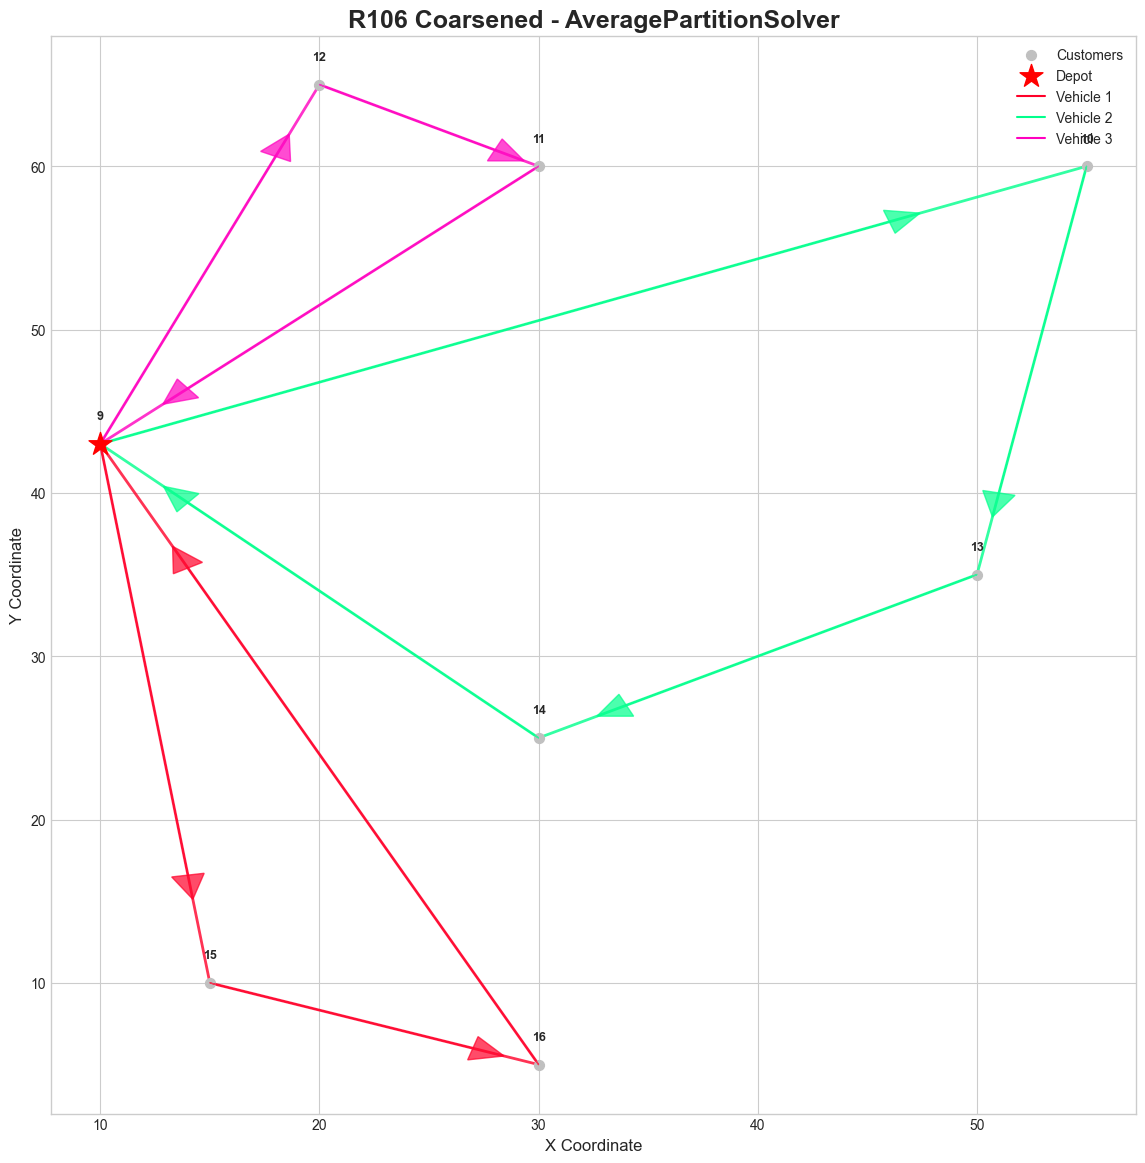 R106 Coarsened - AveragePartitionSolver
Customers
Depot
Vehicle 1
Vehicle 2
Vehicle 3
12
11
10
9
13
14
15
16
60
50
40
30
20
10
Y Coordinate
10
20
30
40
50
X Coordinate